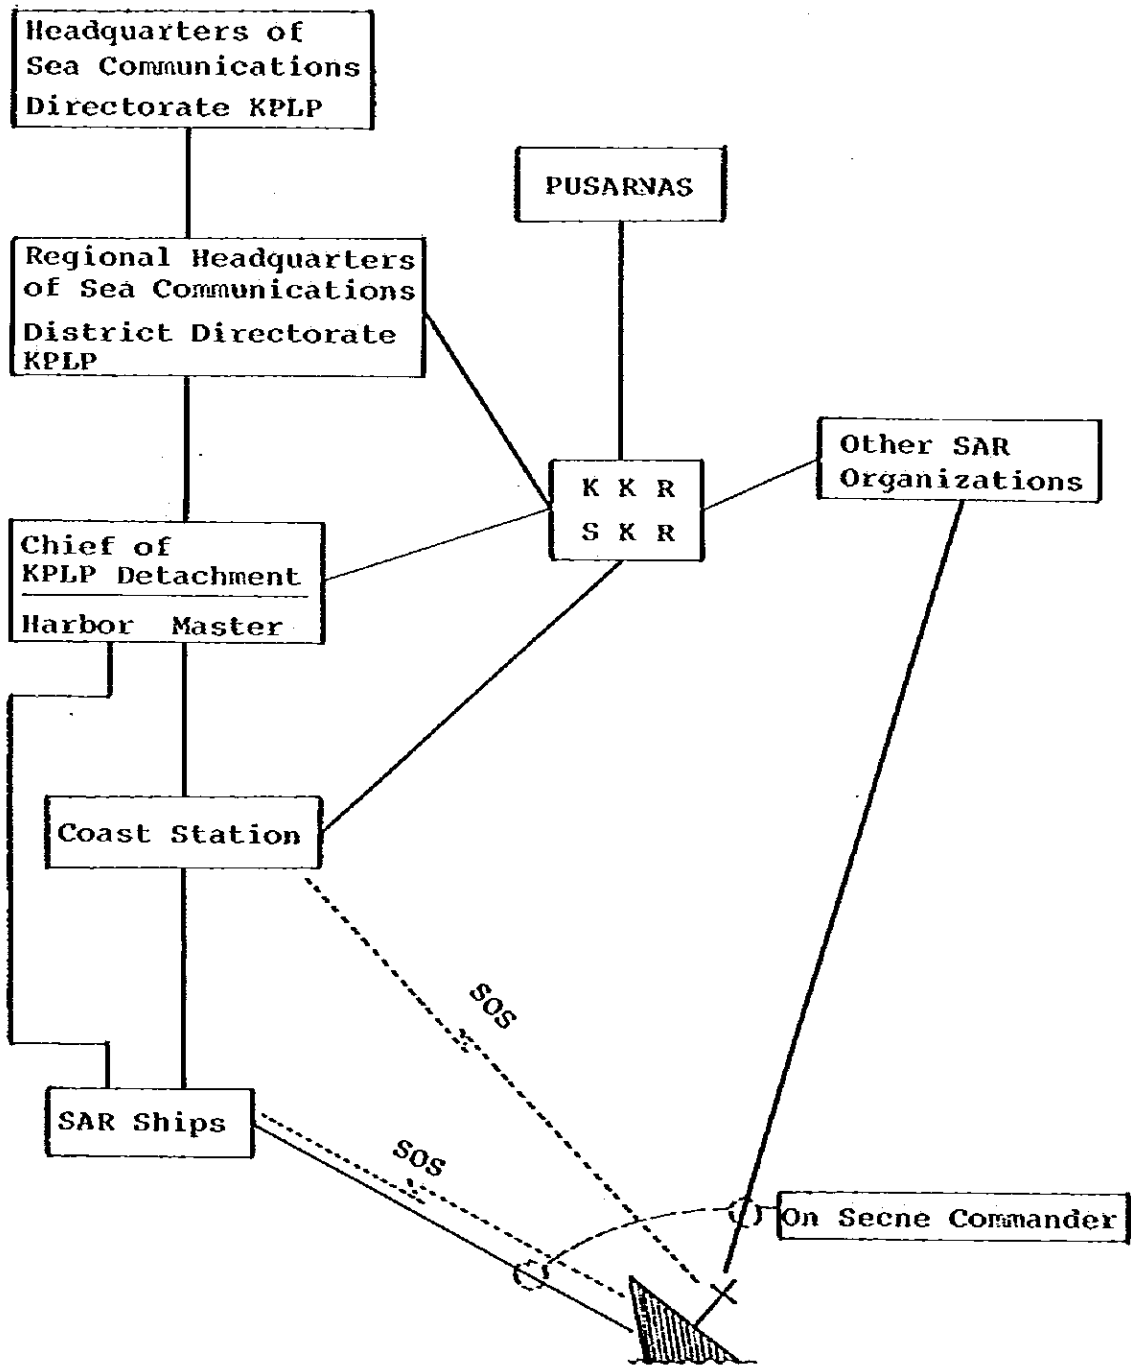 Headquarters of
Sea Communications
Directorate KPLP
PUSARNAS
Regional Headquarters
of Sea Communications
District Directorate
KPLP
Other SAR
Organizations
K K R
S K R
Chief of
KPLP Detachment
Harbor Master
Coast Station
SOS
SAR Ships
SOS
On Secne Commander